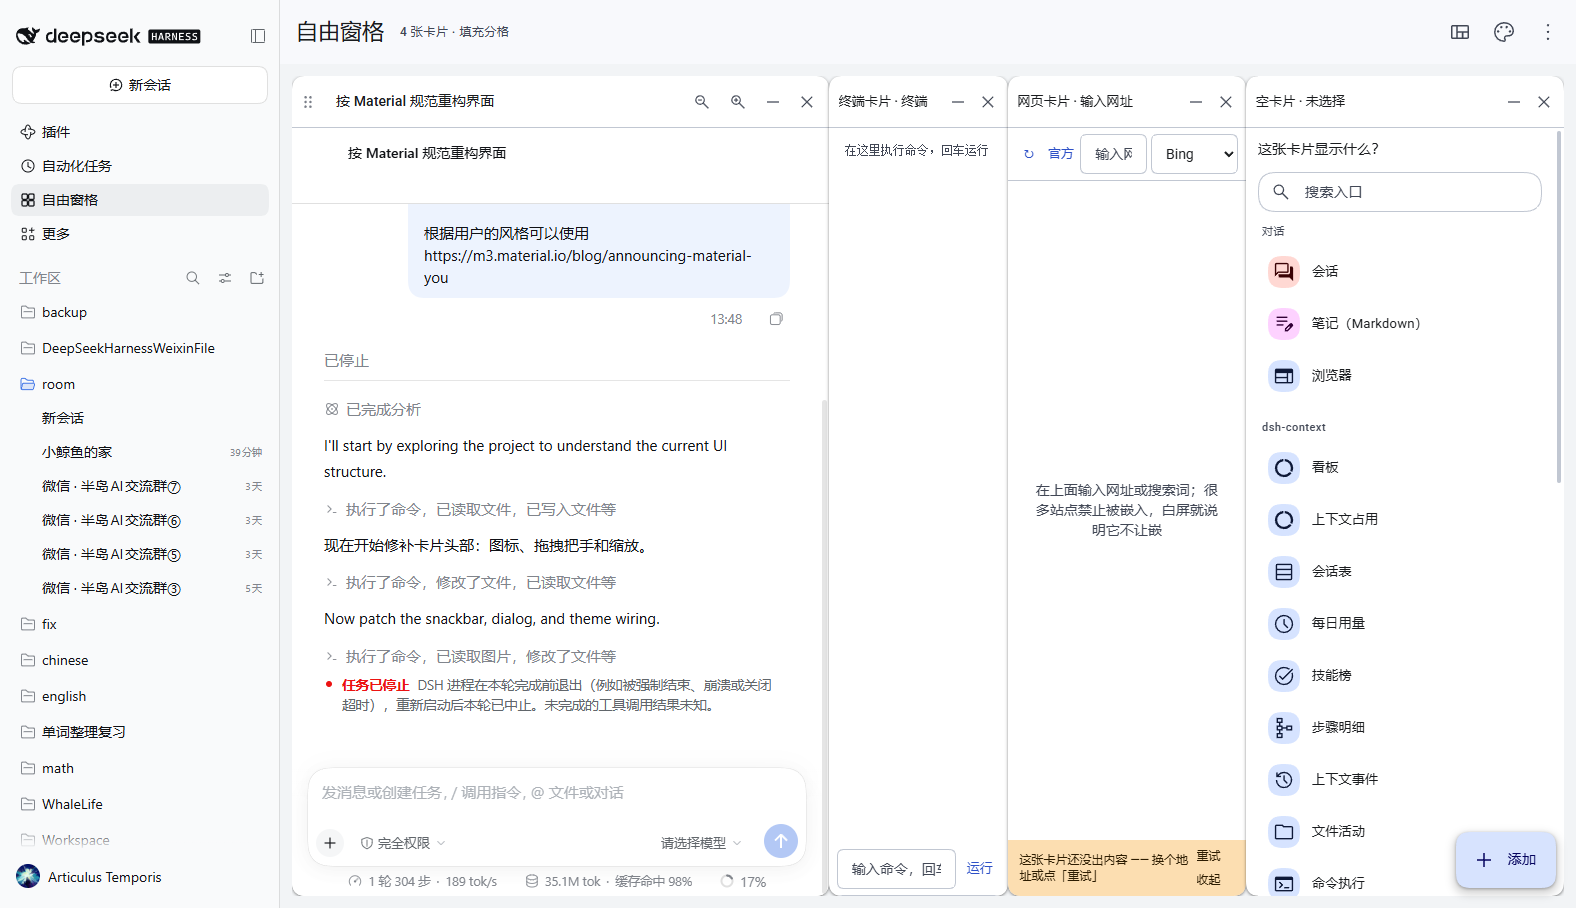 deepseek HARNESS
新会话
插件
自动化任务
自由窗格
更多
工作区
backup
DeepSeekHarnessWeixinFile
room
新会话
小鲸鱼的家 39分钟
微信 · 半岛 AI 交流群⑦ 3天
微信 · 半岛 AI 交流群⑥ 3天
微信 · 半岛 AI 交流群⑤ 3天
微信 · 半岛 AI 交流群③ 5天
fix
chinese
english
单词整理复习
math
WhaleLife
Workspace
Articulus Temporis
自由窗格 4 张卡片 · 填充分格
按 Material 规范重构界面
按 Material 规范重构界面
根据用户的风格可以使用
https://m3.material.io/blog/announcing-material-
you
13:48
已停止
已完成分析
I'll start by exploring the project to understand the current UI
structure.
执行了命令，已读取文件，已写入文件等
现在开始修补卡片头部：图标、拖拽把手和缩放。
执行了命令，修改了文件，已读取文件等
Now patch the snackbar, dialog, and theme wiring.
执行了命令，已读取图片，修改了文件等
任务已停止 DSH 进程在本轮完成前退出（例如被强制结束、崩溃或关闭
超时），重新启动后本轮已中止。未完成的工具调用结果未知。
发消息或创建任务, / 调用指令, @ 文件或对话
完全权限 请选择模型
1 轮 304 步 · 189 tok/s 35.1M tok · 缓存命中 98% 17%
终端卡片 · 终端
在这里执行命令，回车运行
输入命令，回车 运行
网页卡片 · 输入网址
官方 输入网 Bing
在上面输入网址或搜索词；很
多站点禁止被嵌入，白屏就说
明它不让嵌
这张卡片还没出内容 —— 换个地
址或点「重试」
重试
收起
空卡片 · 未选择
这张卡片显示什么？
搜索入口
对话
会话
笔记（Markdown）
浏览器
dsh-context
看板
上下文占用
会话表
每日用量
技能榜
步骤明细
上下文事件
文件活动
命令执行
添加